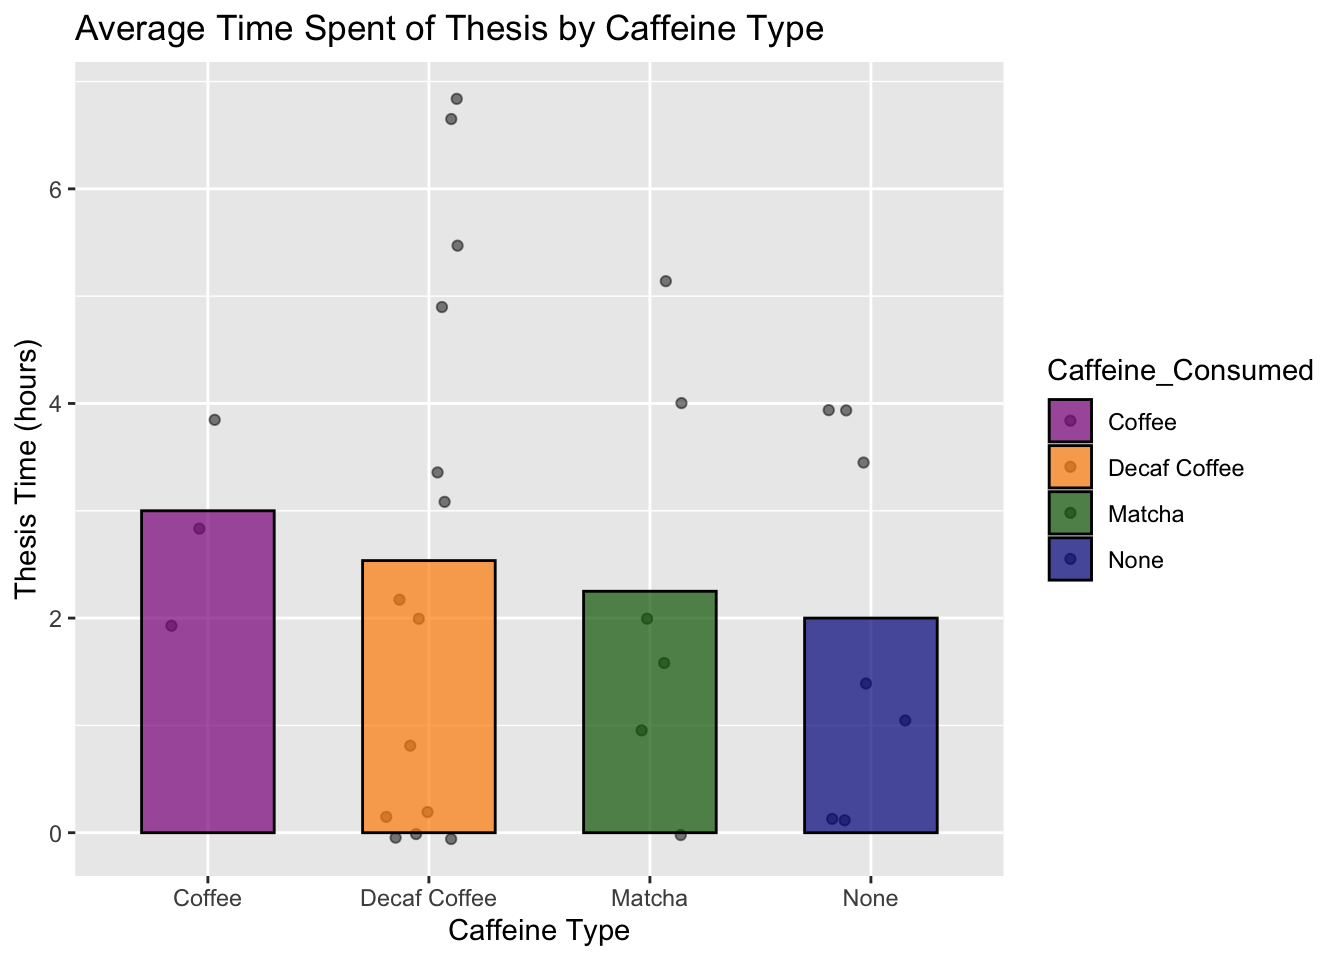 Average Time Spent of Thesis by Caffeine Type
Thesis Time (hours)
6
4
2
0
Coffee
Decaf Coffee
Matcha
None
Caffeine Type
Caffeine_Consumed
Coffee
Decaf Coffee
Matcha
None